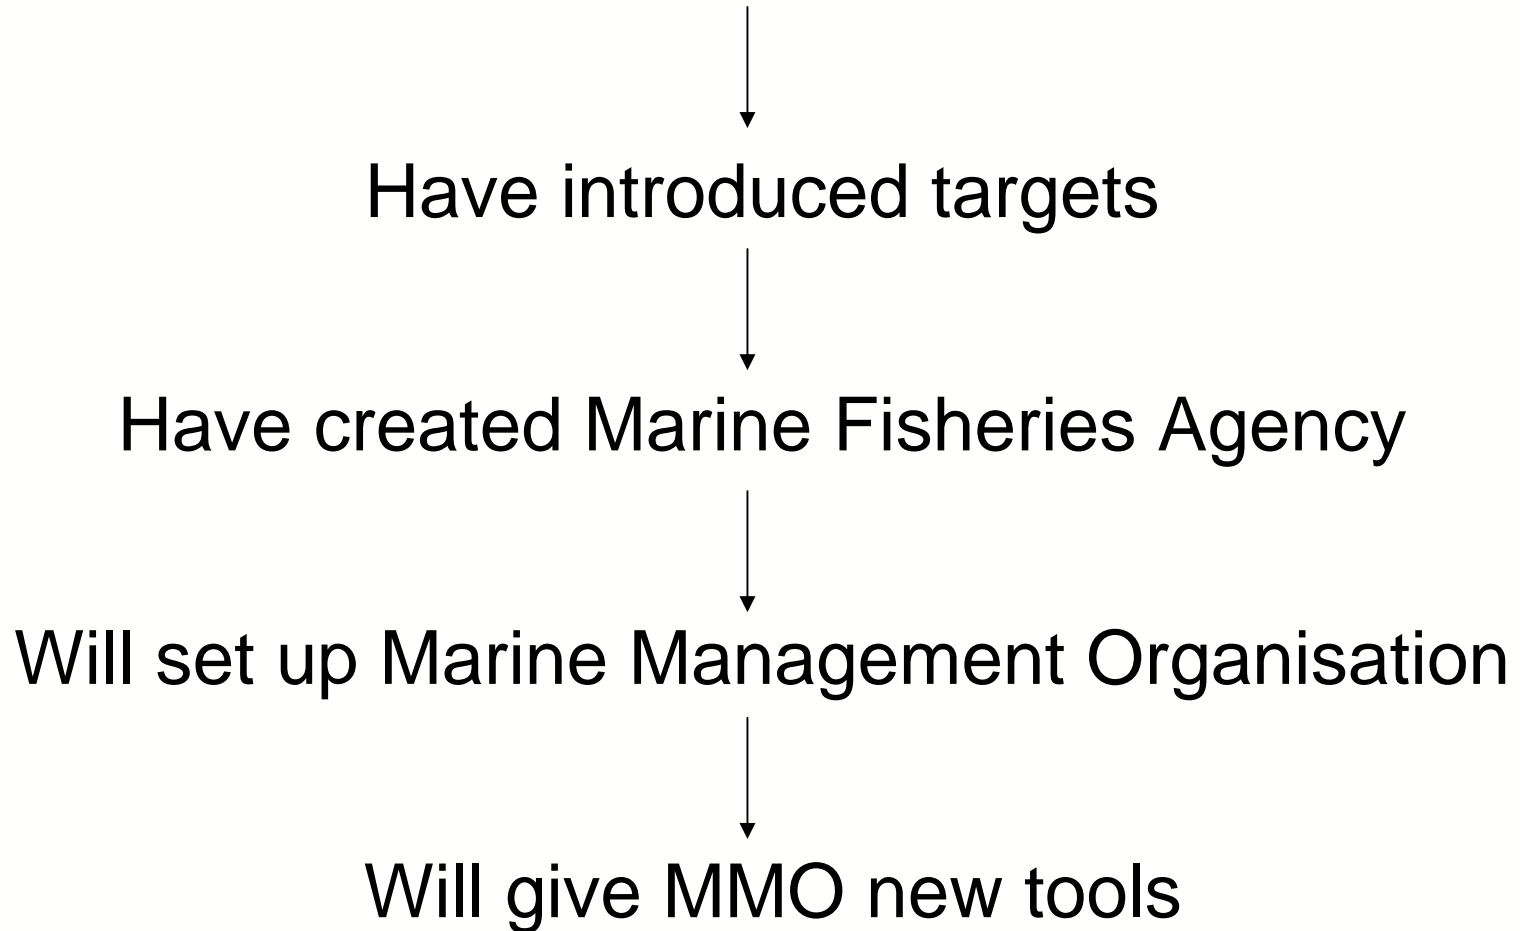 Have introduced targets
Have created Marine Fisheries Agency
Will set up Marine Management Organisation
Will give MMO new tools